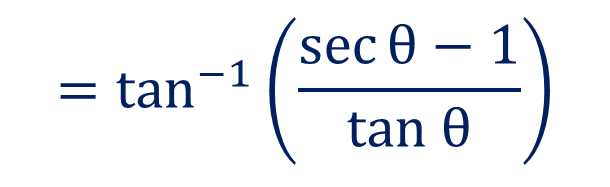 = tan⁻¹ ( (sec θ − 1) / (tan θ) )